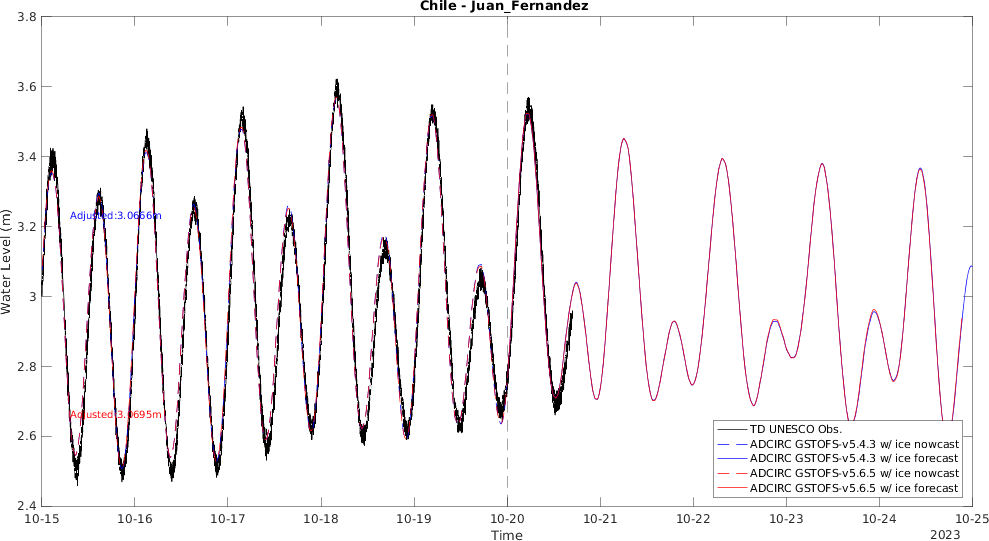 Chile - Juan_Fernandez
3.8
3.6
3.4
3.2
3
2.8
2.6
2.4
Water Level (m)
Adjusted:3.0666m
Adjusted:3.0695m
TD UNESCO Obs.
ADCIRC GSTOFS-v5.4.3 w/ ice nowcast
ADCIRC GSTOFS-v5.4.3 w/ ice forecast
ADCIRC GSTOFS-v5.6.5 w/ ice nowcast
ADCIRC GSTOFS-v5.6.5 w/ ice forecast
10-15 10-16 10-17 10-18 10-19 10-20 10-21 10-22 10-23 10-24 10-25
Time
2023